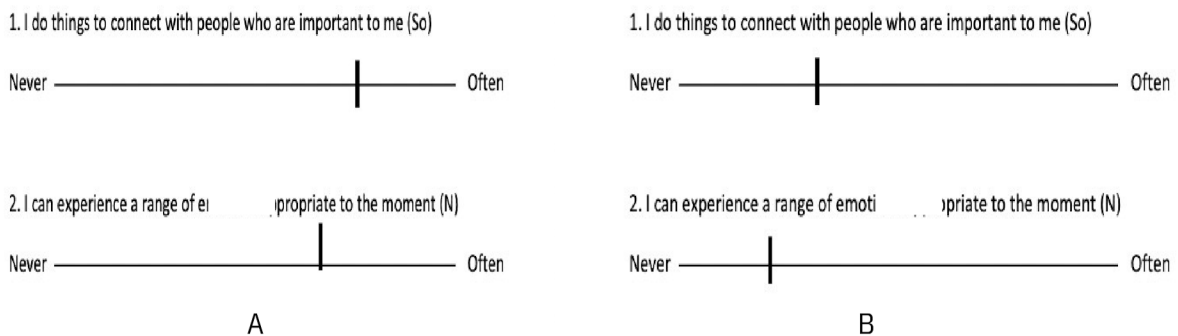 1. I do things to connect with people who are important to me (So)
Never Often
2. I can experience a range of propriate to the moment (N)
Never Often
A
1. I do things to connect with people who are important to me (So)
Never Often
2. I can experience a range of emoti priate to the moment (N)
Never Often
B